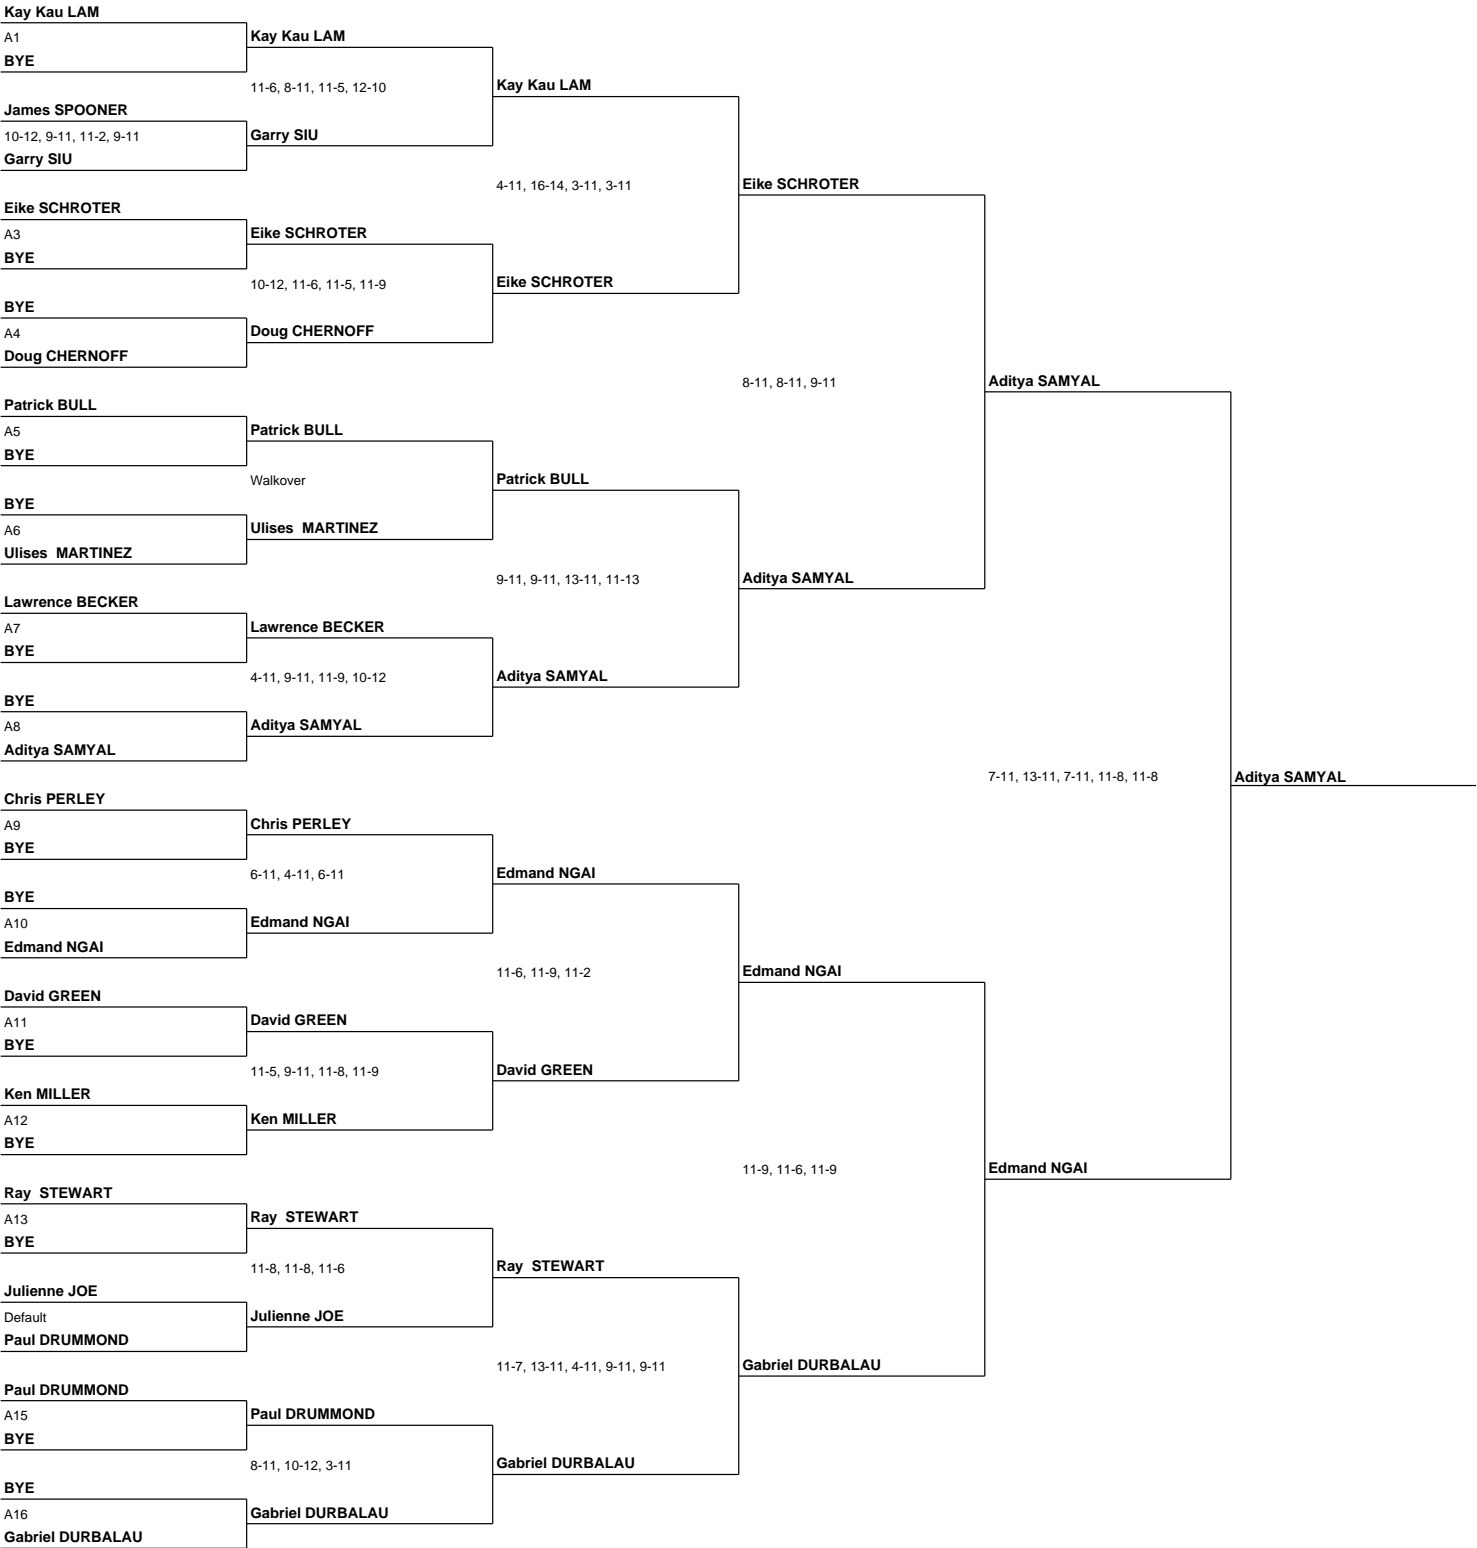 Kay Kau LAM
A1
BYE
James SPOONER
10-12, 9-11, 11-2, 9-11
Garry SIU
Eike SCHROTER
A3
BYE
BYE
A4
Doug CHERNOFF
Patrick BULL
A5
BYE
BYE
A6
Ulises  MARTINEZ
Lawrence BECKER
A7
BYE
BYE
A8
Aditya SAMYAL
Chris PERLEY
A9
BYE
BYE
A10
Edmand NGAI
David GREEN
A11
BYE
Ken MILLER
A12
BYE
Ray  STEWART
A13
BYE
Julienne JOE
Default
Paul DRUMMOND
Paul DRUMMOND
A15
BYE
BYE
A16
Gabriel DURBALAU
Kay Kau LAM
11-6, 8-11, 11-5, 12-10
Garry SIU
Eike SCHROTER
10-12, 11-6, 11-5, 11-9
Doug CHERNOFF
Patrick BULL
Walkover
Ulises  MARTINEZ
Lawrence BECKER
4-11, 9-11, 11-9, 10-12
Aditya SAMYAL
Chris PERLEY
6-11, 4-11, 6-11
Edmand NGAI
David GREEN
11-5, 9-11, 11-8, 11-9
Ken MILLER
Ray  STEWART
11-8, 11-8, 11-6
Julienne JOE
Paul DRUMMOND
8-11, 10-12, 3-11
Gabriel DURBALAU
Kay Kau LAM
4-11, 16-14, 3-11, 3-11
Eike SCHROTER
Patrick BULL
9-11, 9-11, 13-11, 11-13
Aditya SAMYAL
Edmand NGAI
11-6, 11-9, 11-2
David GREEN
Ray  STEWART
11-7, 13-11, 4-11, 9-11, 9-11
Gabriel DURBALAU
Eike SCHROTER
8-11, 8-11, 9-11
Aditya SAMYAL
Edmand NGAI
11-9, 11-6, 11-9
Gabriel DURBALAU
Aditya SAMYAL
7-11, 13-11, 7-11, 11-8, 11-8
Edmand NGAI
Aditya SAMYAL